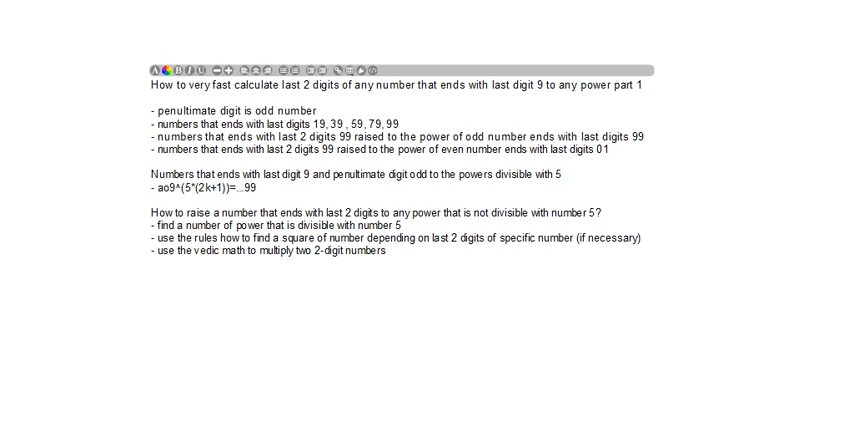 How to very fast calculate last 2 digits of any number that ends with last digit 9 to any power part 1
- penultimate digit is odd number
- numbers that ends with last digits 19, 39 , 59, 79, 99
- numbers that ends with last 2 digits 99 raised to the power of odd number ends with last digits 99
- numbers that ends with last 2 digits 99 raised to the power of even number ends with last digits 01
Numbers that ends with last digit 9 and penultimate digit odd to the powers divisible with 5
- ao9^(5*(2k+1))=...99
How to raise a number that ends with last 2 digits to any power that is not divisible with number 5?
- find a number of power that is divisible with number 5
- use the rules how to find a square of number depending on last 2 digits of specific number (if necessary)
- use the vedic math to multiply two 2-digit numbers